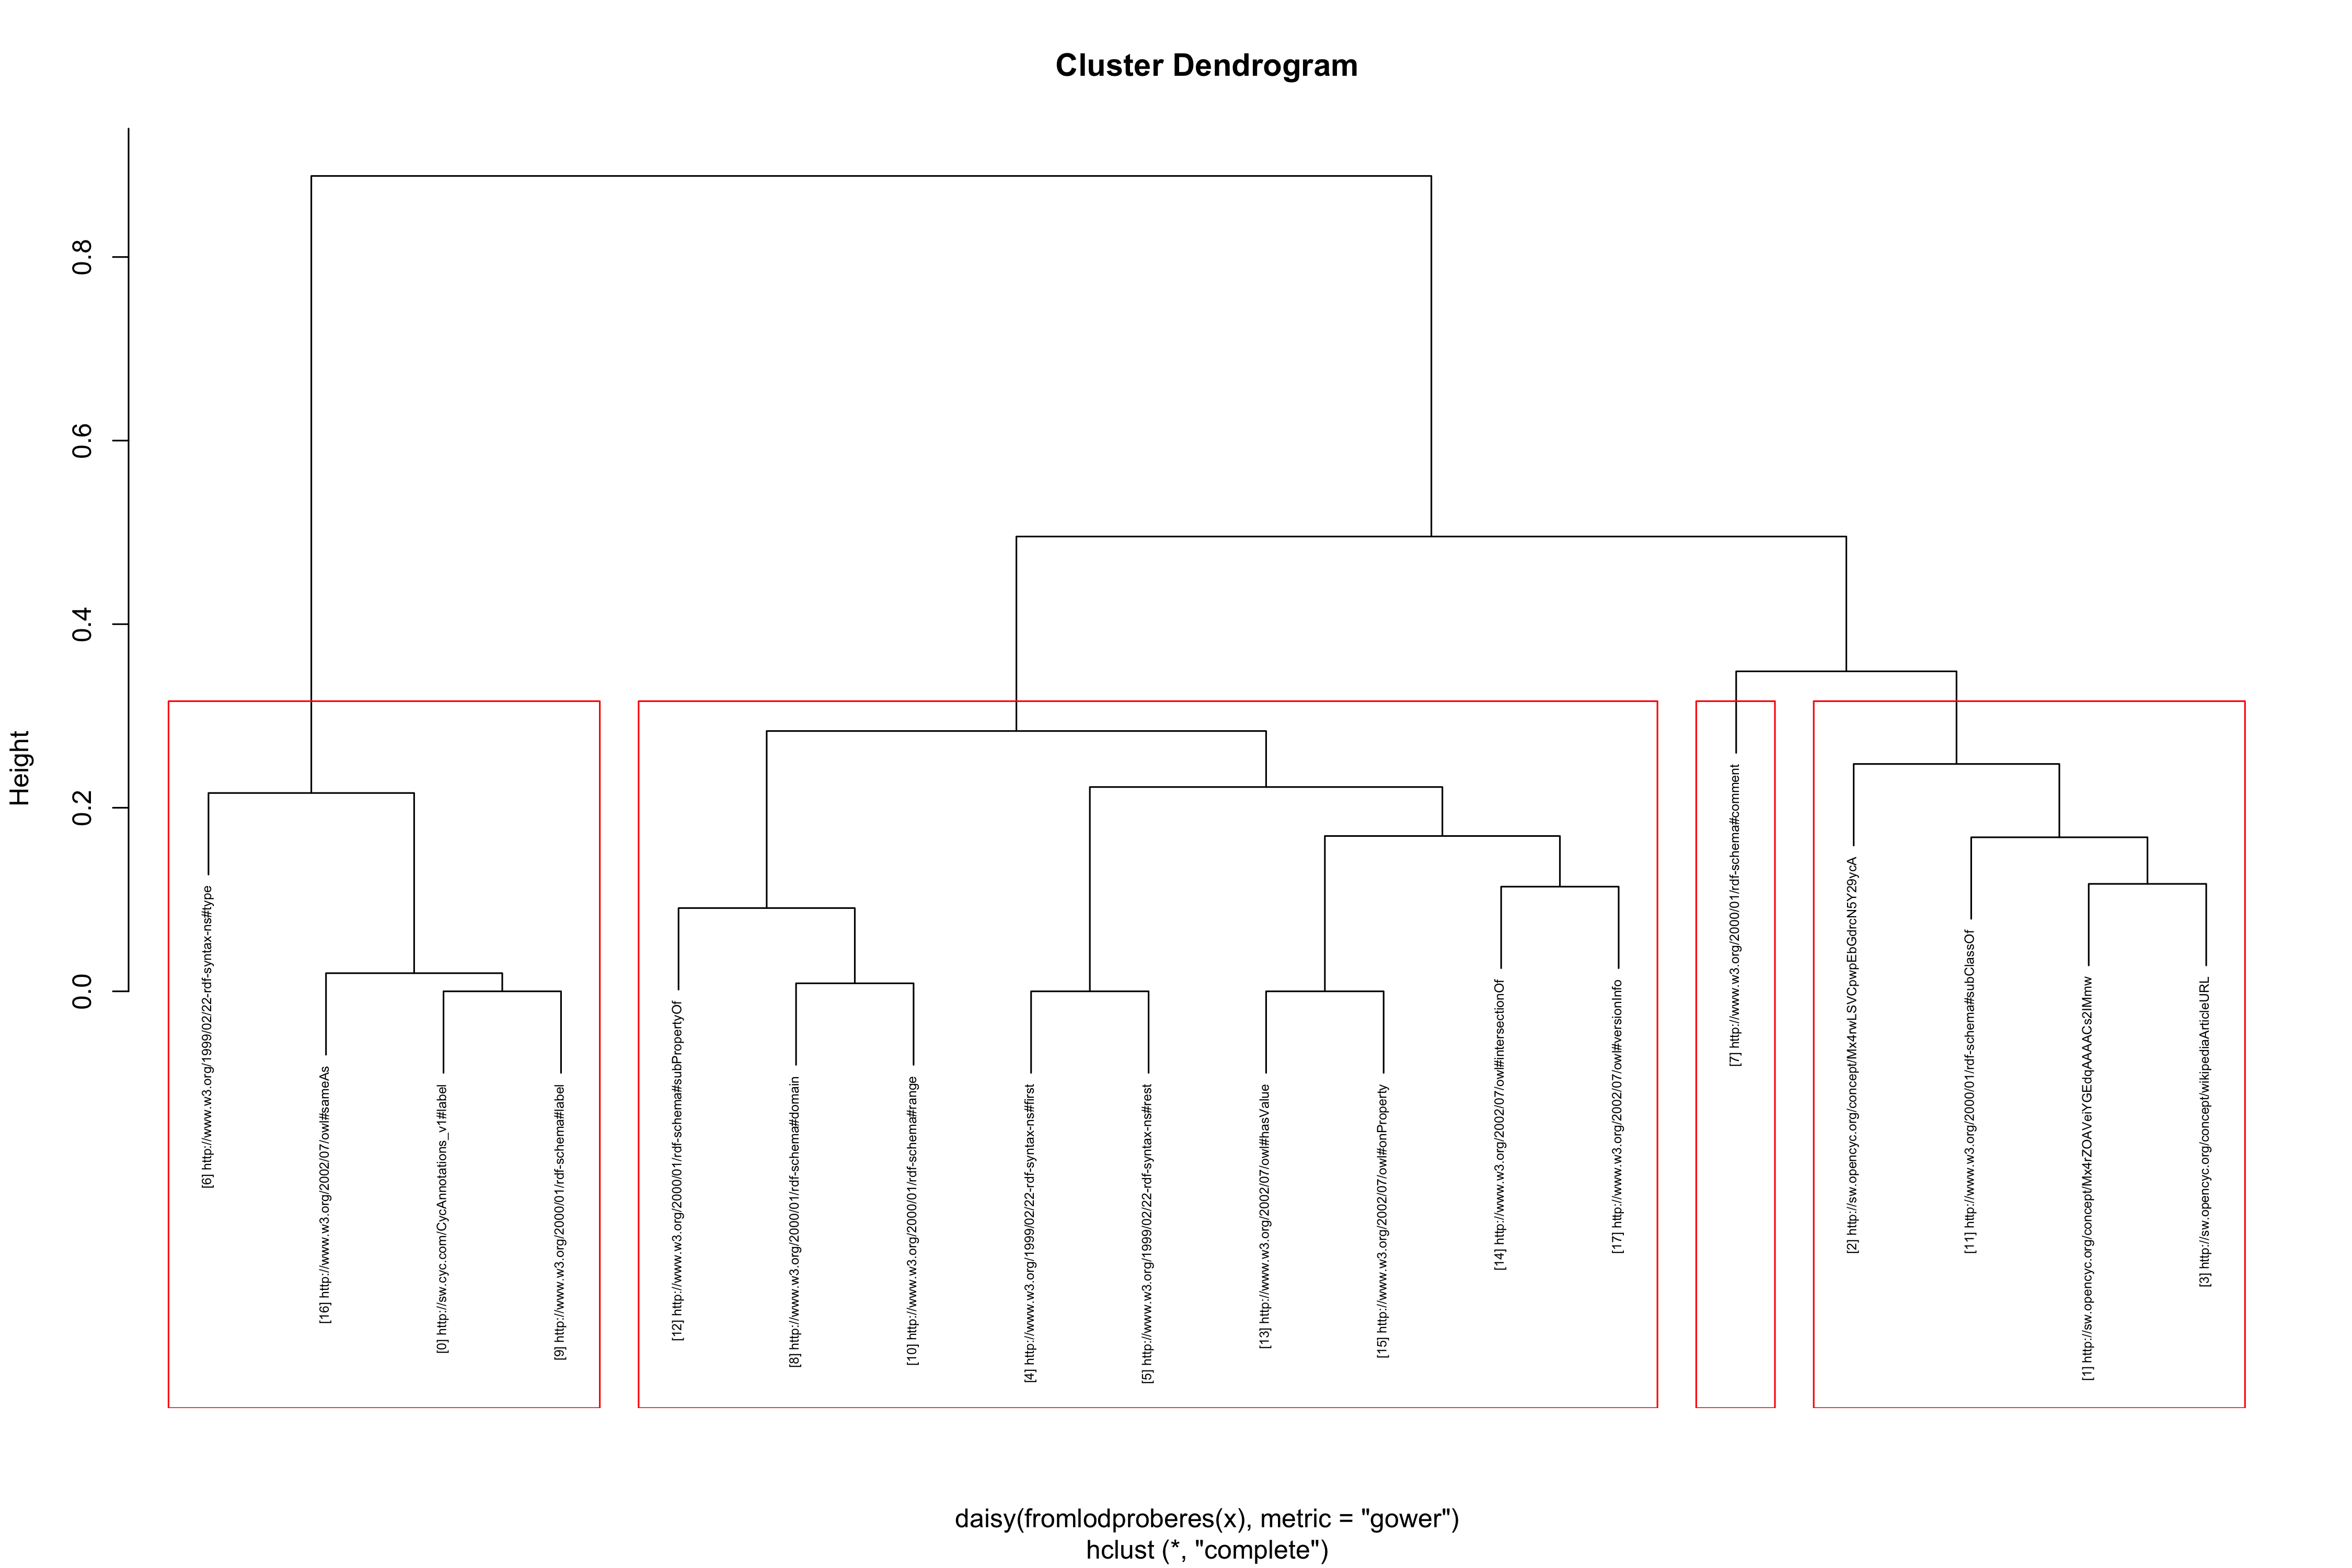 Cluster Dendrogram
Height
0.8
0.6
0.4
0.2
0.0
[6] http://www.w3.org/1999/02/22-rdf-syntax-ns#type
[16] http://www.w3.org/2002/07/owl#sameAs
[0] http://sw.cyc.com/CycAnnotations_v1#label
[9] http://www.w3.org/2000/01/rdf-schema#label
[12] http://www.w3.org/2000/01/rdf-schema#subPropertyOf
[8] http://www.w3.org/2000/01/rdf-schema#domain
[10] http://www.w3.org/2000/01/rdf-schema#range
[4] http://www.w3.org/1999/02/22-rdf-syntax-ns#first
[5] http://www.w3.org/1999/02/22-rdf-syntax-ns#rest
[13] http://www.w3.org/2002/07/owl#hasValue
[15] http://www.w3.org/2002/07/owl#onProperty
[14] http://www.w3.org/2002/07/owl#intersectionOf
[17] http://www.w3.org/2002/07/owl#versionInfo
[7] http://www.w3.org/2000/01/rdf-schema#comment
[2] http://sw.opencyc.org/concept/Mx4rwLSVCpwpEbGdrcN5Y29ycA
[11] http://www.w3.org/2000/01/rdf-schema#subClassOf
[1] http://sw.opencyc.org/concept/Mx4rZOAVeiYGEdqAAAACs2IMmw
[3] http://sw.opencyc.org/concept/wikipediaArticleURL
daisy(fromlodproberes(x), metric = "gower")
hclust (*, "complete")